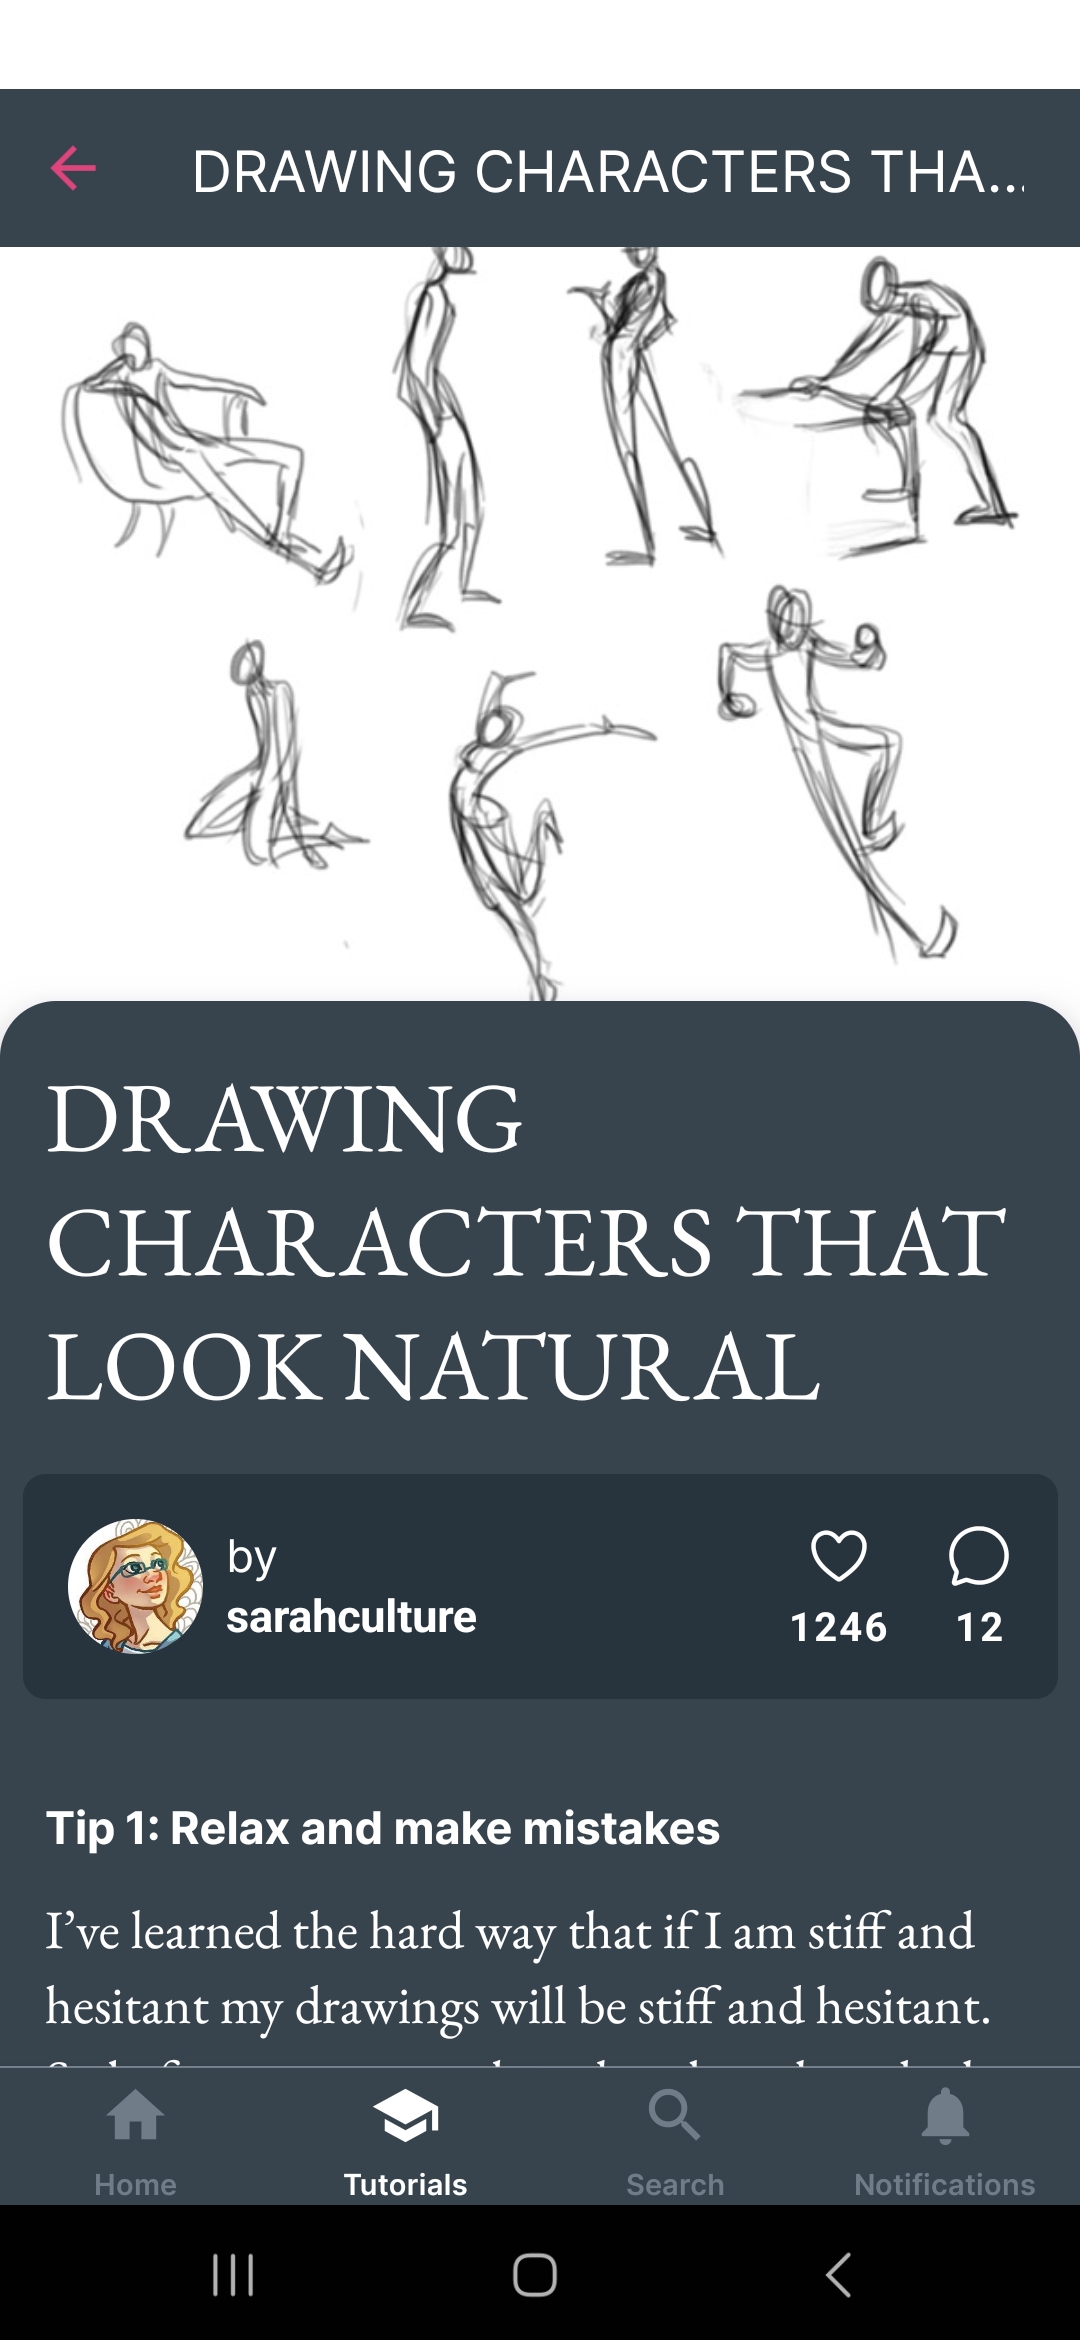 DRAWING CHARACTERS THA...
DRAWING
CHARACTERS THAT
LOOK NATURAL
by
sarahculture
1246
12
Tip 1: Relax and make mistakes
I’ve learned the hard way that if I am stiff and
hesitant my drawings will be stiff and hesitant.
Home
Tutorials
Search
Notifications